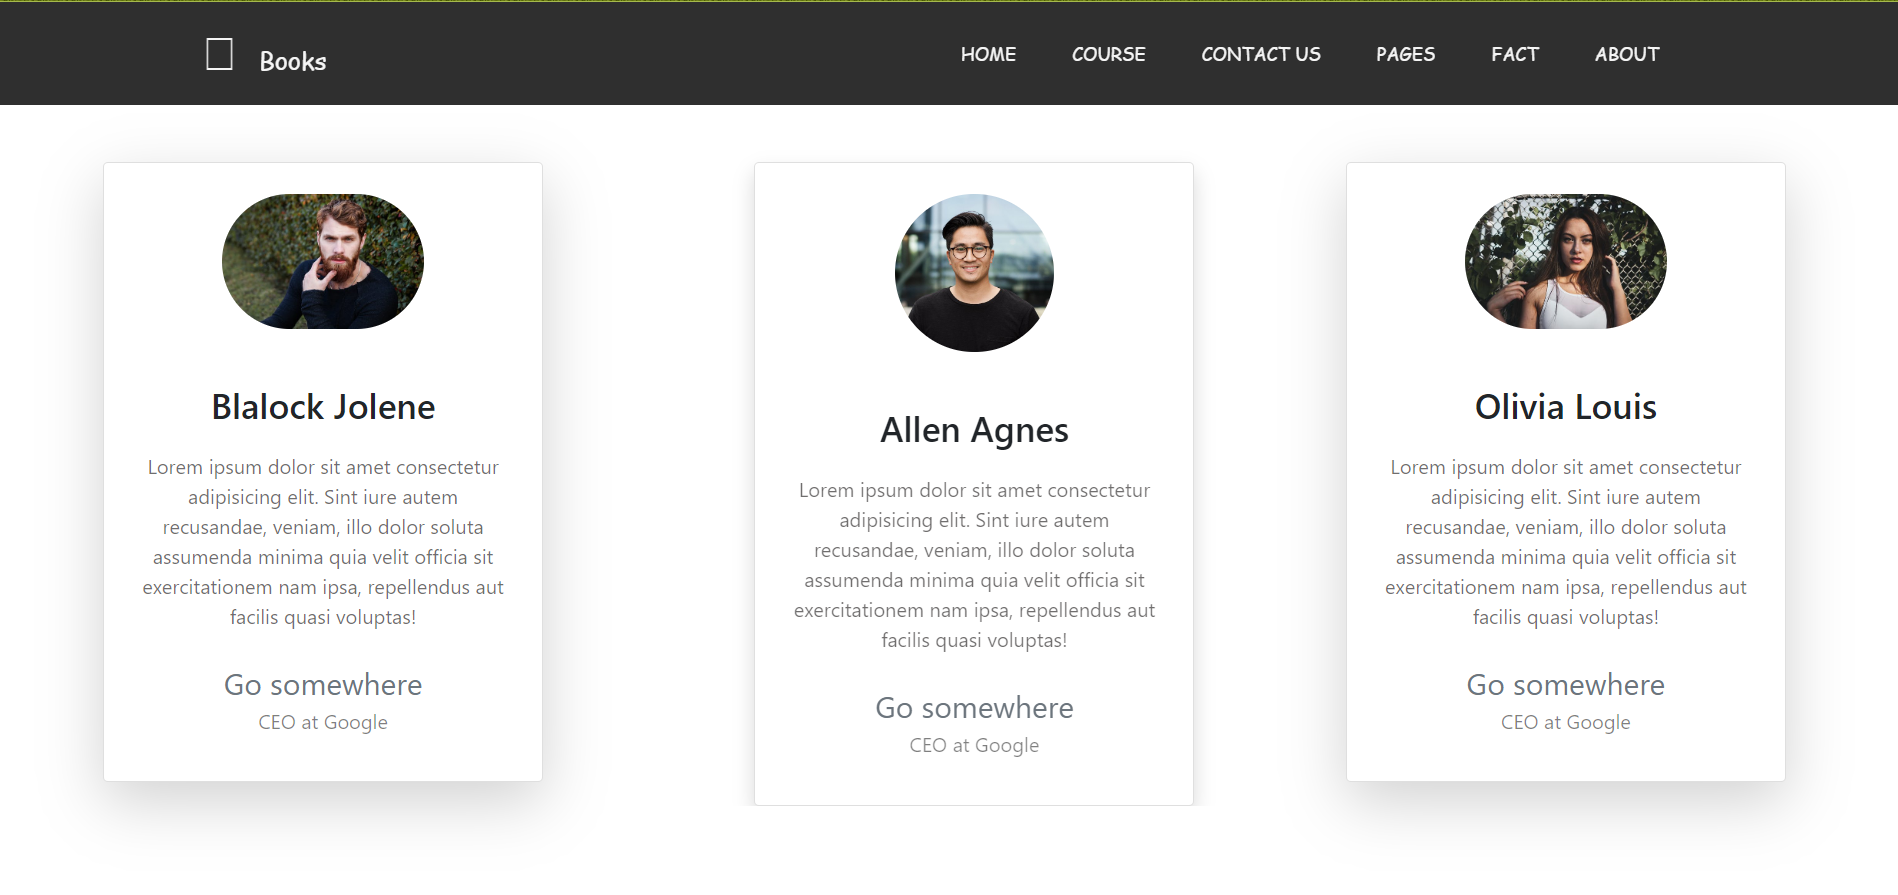 Books
HOME COURSE CONTACT US PAGES FACT ABOUT
Blalock Jolene
Lorem ipsum dolor sit amet consectetur
adipisicing elit. Sint iure autem
recusandae, veniam, illo dolor soluta
assumenda minima quia velit officia sit
exercitationem nam ipsa, repellendus aut
facilis quasi voluptas!
Go somewhere
CEO at Google
Allen Agnes
Lorem ipsum dolor sit amet consectetur
adipisicing elit. Sint iure autem
recusandae, veniam, illo dolor soluta
assumenda minima quia velit officia sit
exercitationem nam ipsa, repellendus aut
facilis quasi voluptas!
Go somewhere
CEO at Google
Olivia Louis
Lorem ipsum dolor sit amet consectetur
adipisicing elit. Sint iure autem
recusandae, veniam, illo dolor soluta
assumenda minima quia velit officia sit
exercitationem nam ipsa, repellendus aut
facilis quasi voluptas!
Go somewhere
CEO at Google